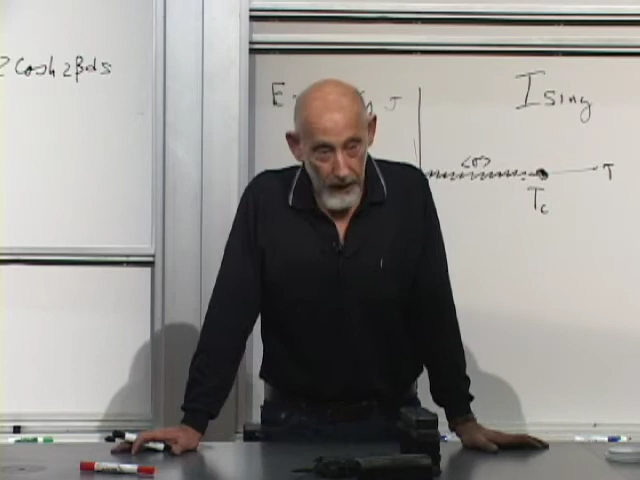 2 Cosh 2βds
E
J
Ising
<σ>
T
Tc